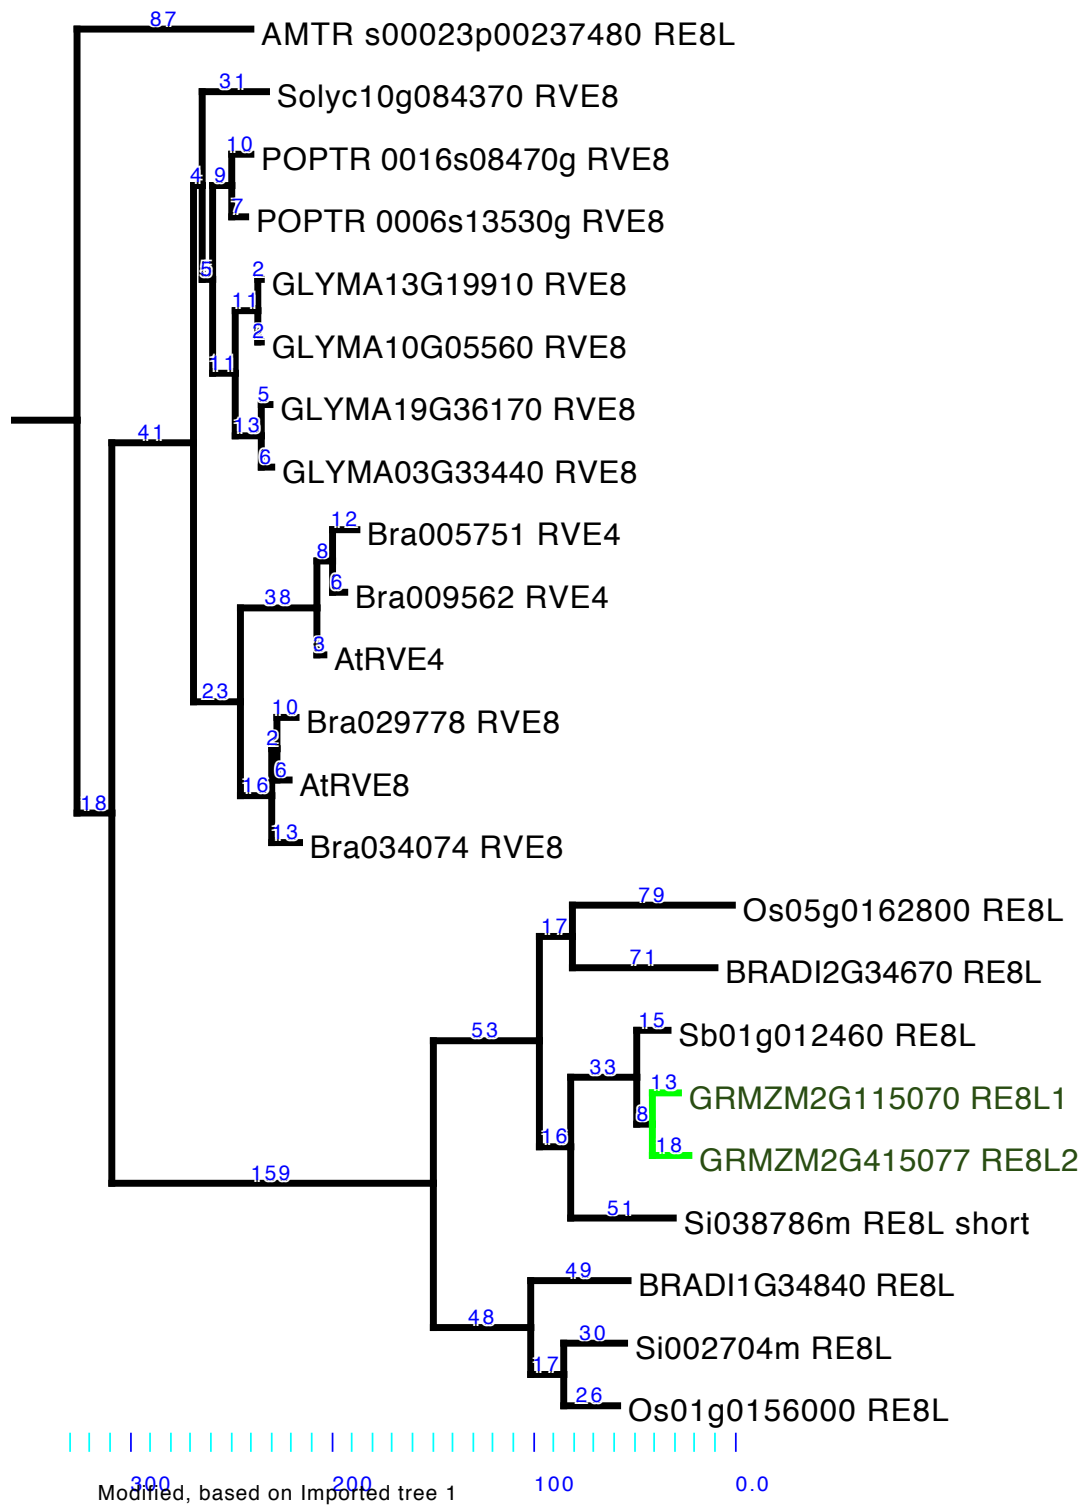 87
AMTR s00023p00237480 RE8L
31
Solyc10g084370 RVE8
10
POPTR 0016s08470g RVE8
4
9
7
POPTR 0006s13530g RVE8
5
2
GLYMA13G19910 RVE8
11
2
GLYMA10G05560 RVE8
11
5
GLYMA19G36170 RVE8
13
41
6
GLYMA03G33440 RVE8
12
Bra005751 RVE4
8
6
Bra009562 RVE4
38
AtRVE4
23
10
Bra029778 RVE8
2
6
AtRVE8
16
18
13
Bra034074 RVE8
79
Os05g0162800 RE8L
17
71
BRADI2G34670 RE8L
15
Sb01g012460 RE8L
53
33
13
GRMZM2G115070 RE8L1
8
16
18
GRMZM2G415077 RE8L2
159
51
Si038786m RE8L short
49
BRADI1G34840 RE8L
48
30
Si002704m RE8L
17
26
Os01g0156000 RE8L
300 200 100 0.0
Modified, based on Imported tree 1